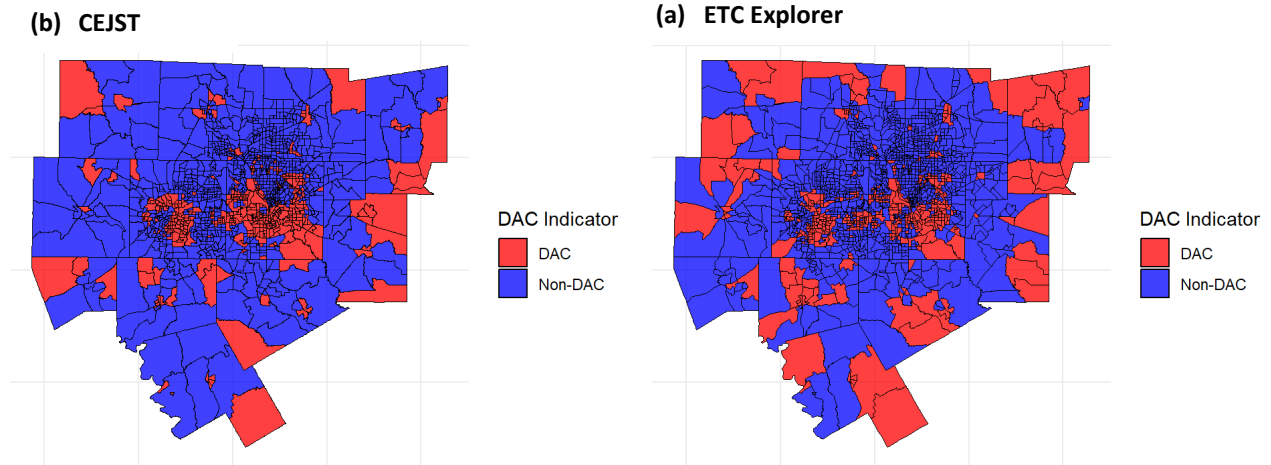 (b) CEJST
(a) ETC Explorer
DAC Indicator
DAC
Non-DAC
DAC Indicator
DAC
Non-DAC